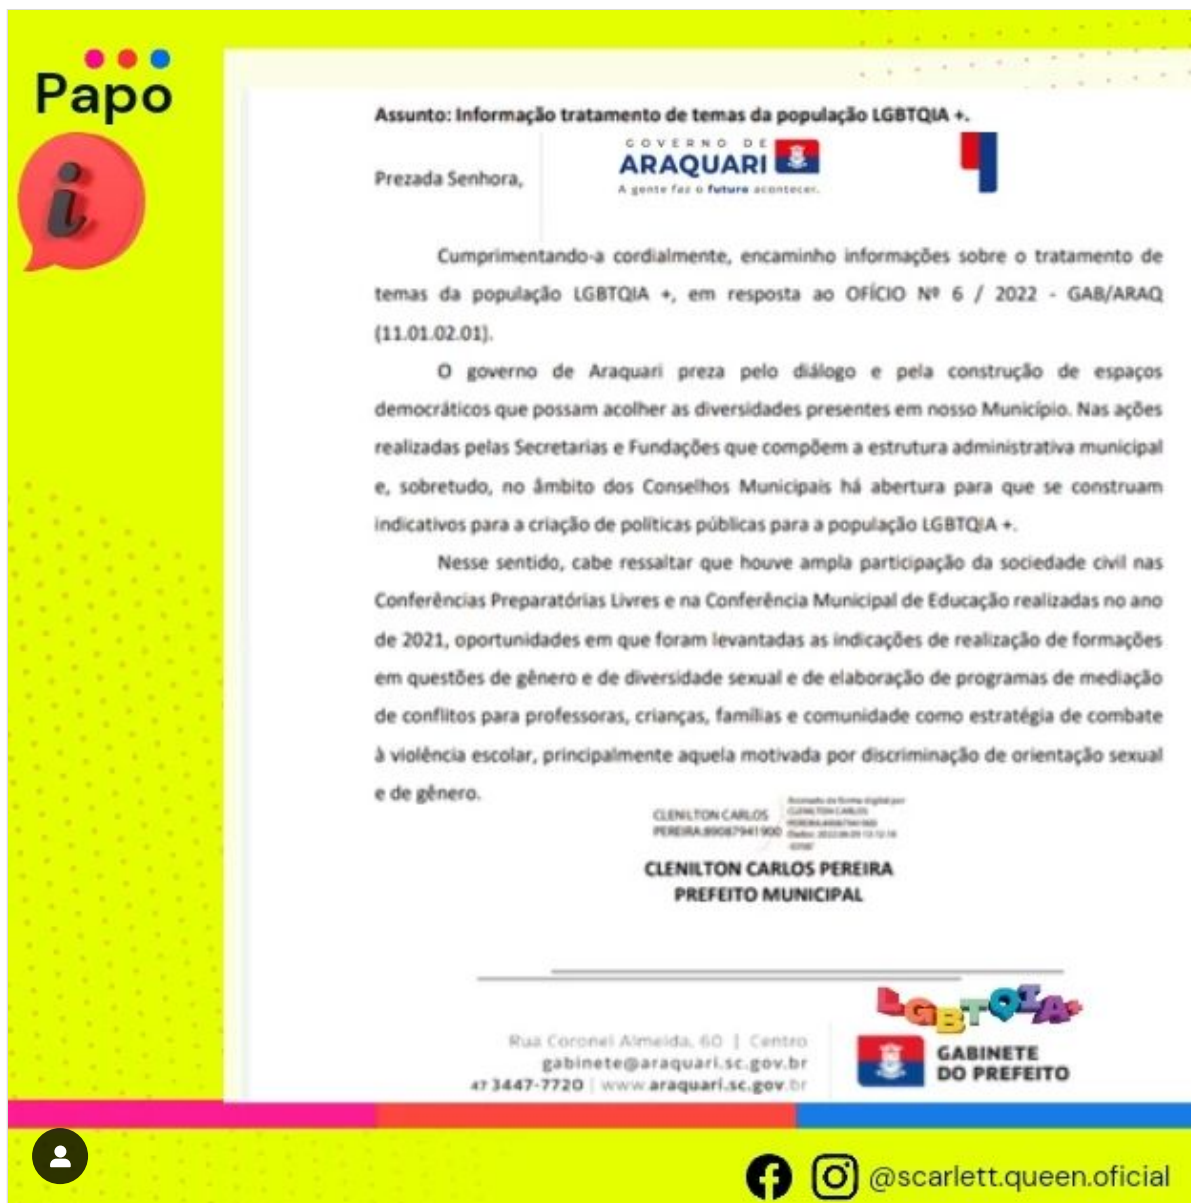 Papo
i
Assunto: Informação tratamento de temas da população LGBTQIA +.
GOVERNO DE
ARAQUARI
A gente faz o futuro acontecer.
Prezada Senhora,
Cumprimentando-a cordialmente, encaminho informações sobre o tratamento de
temas da população LGBTQIA +, em resposta ao OFÍCIO Nº 6 / 2022 - GAB/ARAQ
(11.01.02.01).
O governo de Araquari preza pelo diálogo e pela construção de espaços
democráticos que possam acolher as diversidades presentes em nosso Município. Nas ações
realizadas pelas Secretarias e Fundações que compõem a estrutura administrativa municipal
e, sobretudo, no âmbito dos Conselhos Municipais há abertura para que se construam
indicativos para a criação de políticas públicas para a população LGBTQIA +.
Nesse sentido, cabe ressaltar que houve ampla participação da sociedade civil nas
Conferências Preparatórias Livres e na Conferência Municipal de Educação realizadas no ano
de 2021, oportunidades em que foram levantadas as indicações de realização de formações
em questões de gênero e de diversidade sexual e de elaboração de programas de mediação
de conflitos para professoras, crianças, famílias e comunidade como estratégia de combate
à violência escolar, principalmente aquela motivada por discriminação de orientação sexual
e de gênero.
CLENILTON CARLOS
Assinado de forma digital por
CLENILTON CARLOS
CLENILTON CARLOS PEREIRA
PREFEITO MUNICIPAL
LGBTQIA+
Rua Coronel Almeida, 60 | Centro
gabinete@araquari.sc.gov.br
47 3447-7720 | www.araquari.sc.gov.br
GABINETE
DO PREFEITO
@scarlett.queen.oficial